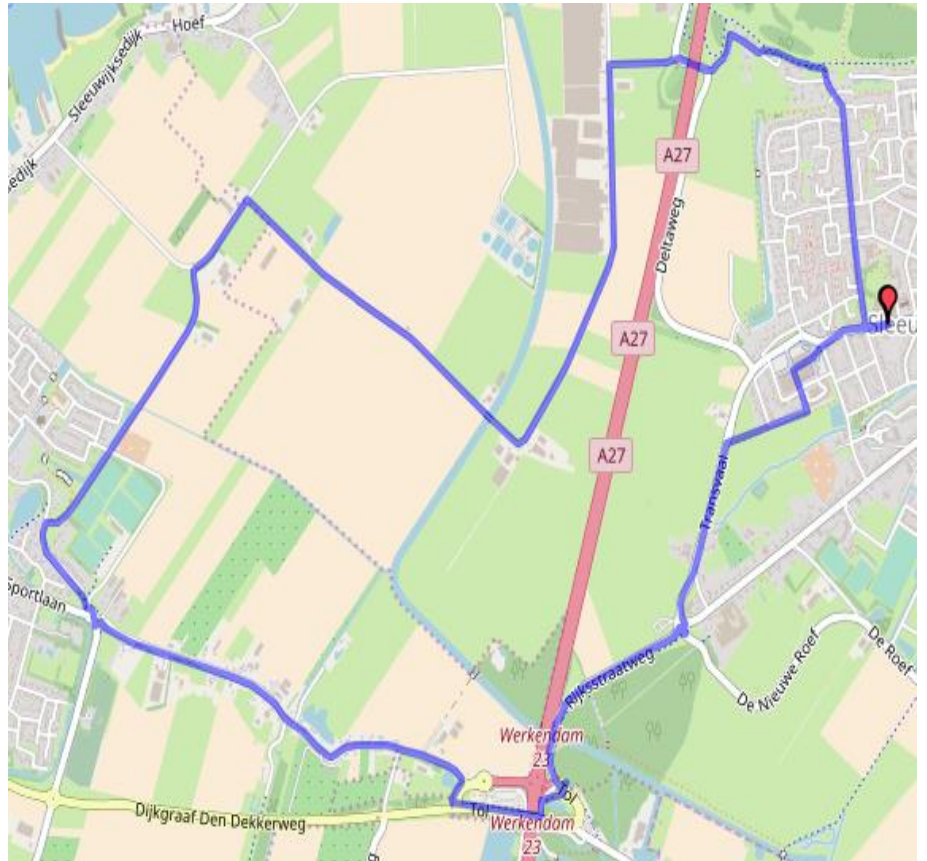 Hoef
Sleeuwijksedijk
sedijk
A27
Deltaweg
Sleeu
A27
A27
Transvaal
Sportlaan
Rijksstraatweg
De Roef
De Nieuwe Roef
Werkendam
23
Tol
Tol
Dijkgraaf Den Dekkerweg
Werkendam
23